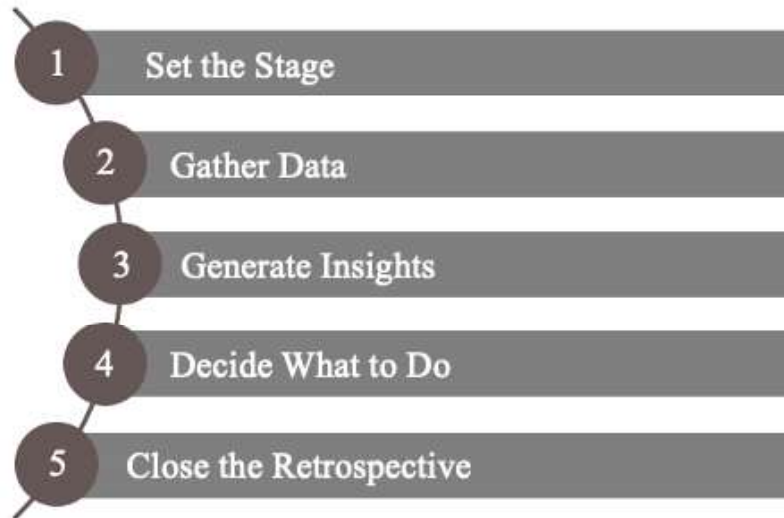 1 Set the Stage
2 Gather Data
3 Generate Insights
4 Decide What to Do
5 Close the Retrospective